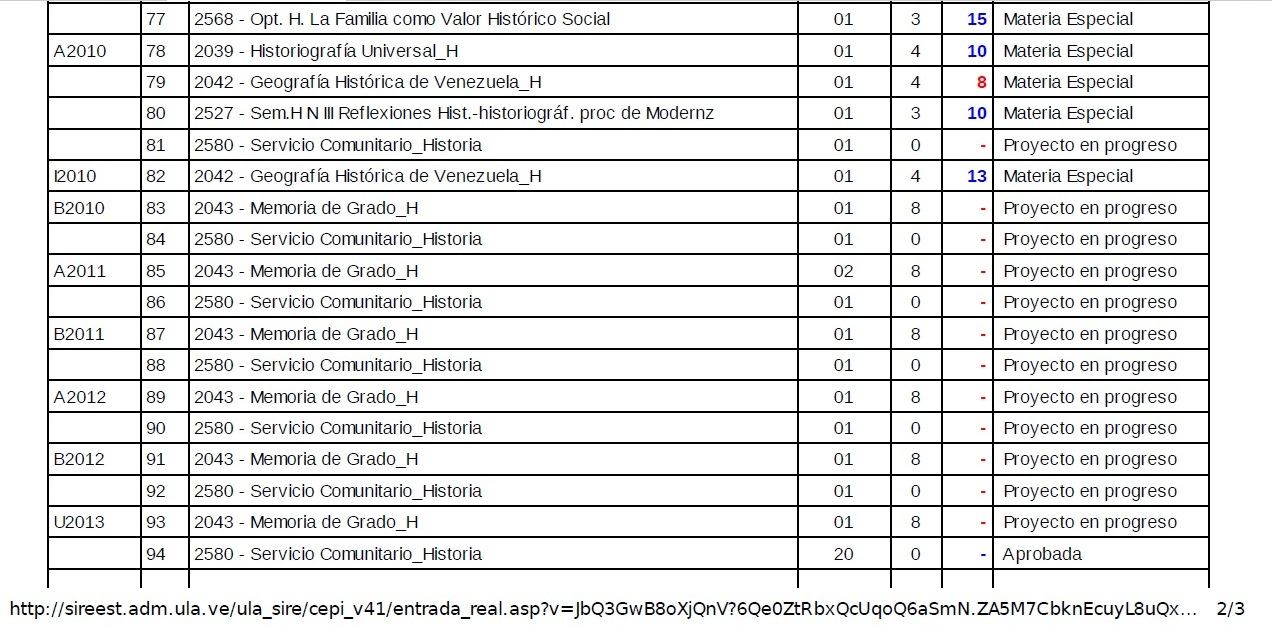 77 2568 - Opt. H. La Familia como Valor Histórico Social 01 3 15 Materia Especial
A2010 78 2039 - Historiografía Universal_H 01 4 10 Materia Especial
79 2042 - Geografía Histórica de Venezuela_H 01 4 8 Materia Especial
80 2527 - Sem.H N III Reflexiones Hist.-historiográf. proc de Modernz 01 3 10 Materia Especial
81 2580 - Servicio Comunitario_Historia 01 0 - Proyecto en progreso
I2010 82 2042 - Geografía Histórica de Venezuela_H 01 4 13 Materia Especial
B2010 83 2043 - Memoria de Grado_H 01 8 - Proyecto en progreso
84 2580 - Servicio Comunitario_Historia 01 0 - Proyecto en progreso
A2011 85 2043 - Memoria de Grado_H 02 8 - Proyecto en progreso
86 2580 - Servicio Comunitario_Historia 01 0 - Proyecto en progreso
B2011 87 2043 - Memoria de Grado_H 01 8 - Proyecto en progreso
88 2580 - Servicio Comunitario_Historia 01 0 - Proyecto en progreso
A2012 89 2043 - Memoria de Grado_H 01 8 - Proyecto en progreso
90 2580 - Servicio Comunitario_Historia 01 0 - Proyecto en progreso
B2012 91 2043 - Memoria de Grado_H 01 8 - Proyecto en progreso
92 2580 - Servicio Comunitario_Historia 01 0 - Proyecto en progreso
U2013 93 2043 - Memoria de Grado_H 01 8 - Proyecto en progreso
94 2580 - Servicio Comunitario_Historia 20 0 - Aprobada
http://sireest.adm.ula.ve/ula_sire/cepi_v41/entrada_real.asp?v=JbQ3GwB8oXjQnV?6Qe0ZtRbxQcUqoQ6aSmN.ZA5M7CbknEcuyL8uQx... 2/3